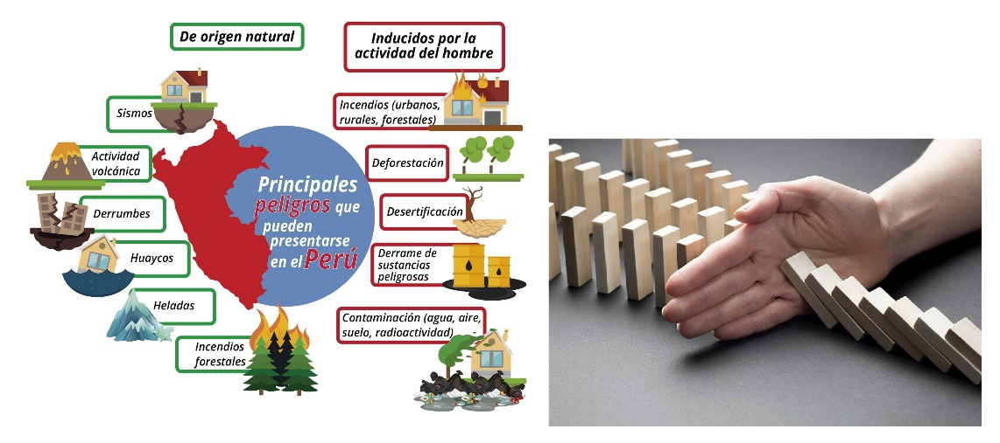 De origen natural
Inducidos por la
actividad del hombre
Sismos
Actividad
volcánica
Derrumbes
Huaycos
Heladas
Incendios
forestales
Principales
peligros que
pueden
presentarse
en el Perú
Incendios (urbanos,
rurales, forestales)
Deforestación
Desertificación
Derrame de
sustancias
peligrosas
Contaminación (agua, aire,
suelo, radioactividad)